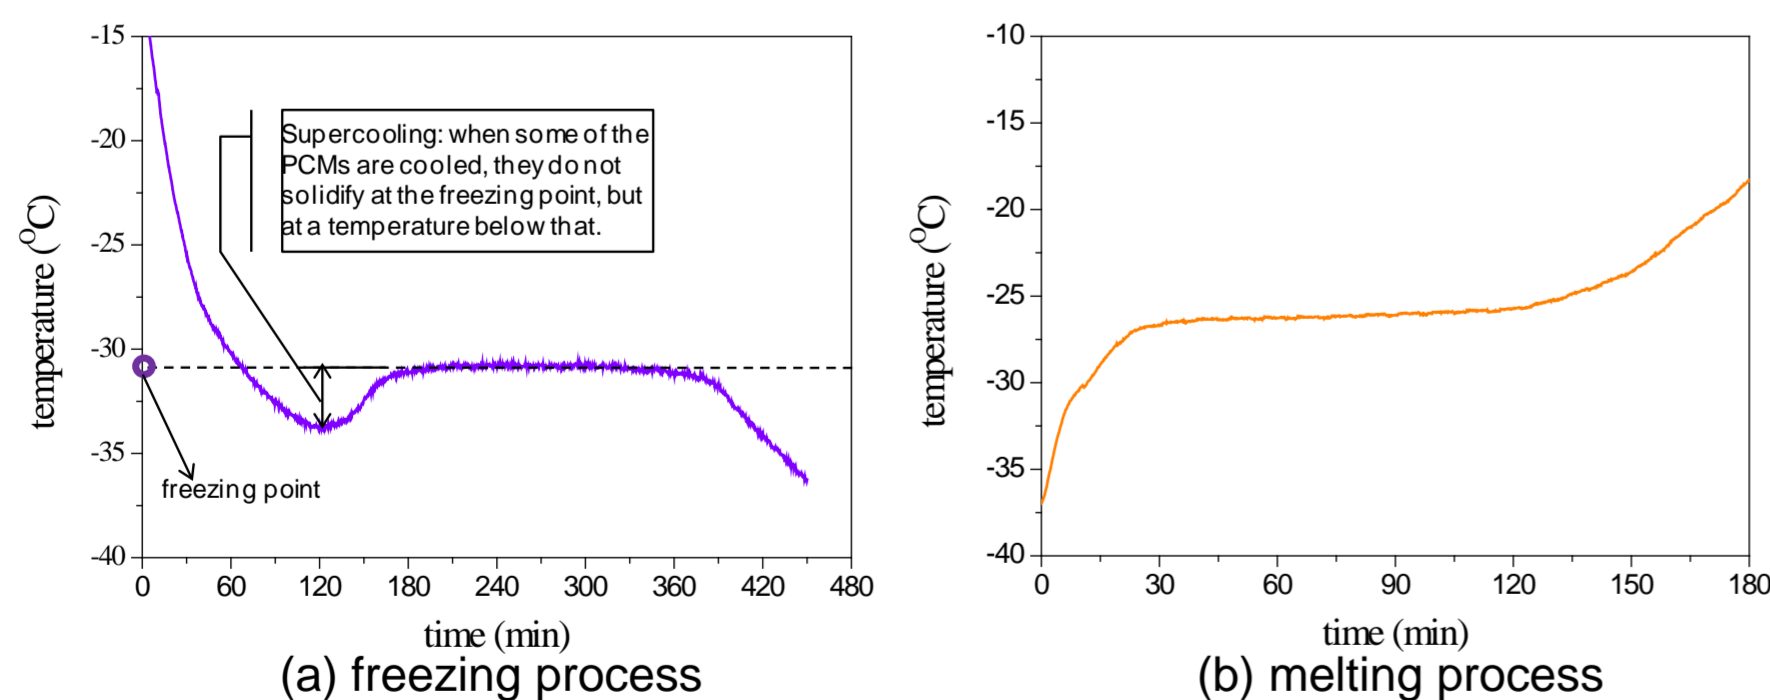 -15
-20
-25
-30
-35
-40
0 60 120 180 240 300 360 420 480
temperature (°C)
time (min)
Supercooling: when some of the
PCMs are cooled, they do not
solidify at the freezing point, but
at a temperature below that.
freezing point
(a) freezing process
-10
-15
-20
-25
-30
-35
-40
0 30 60 90 120 150 180
temperature (°C)
time (min)
(b) melting process